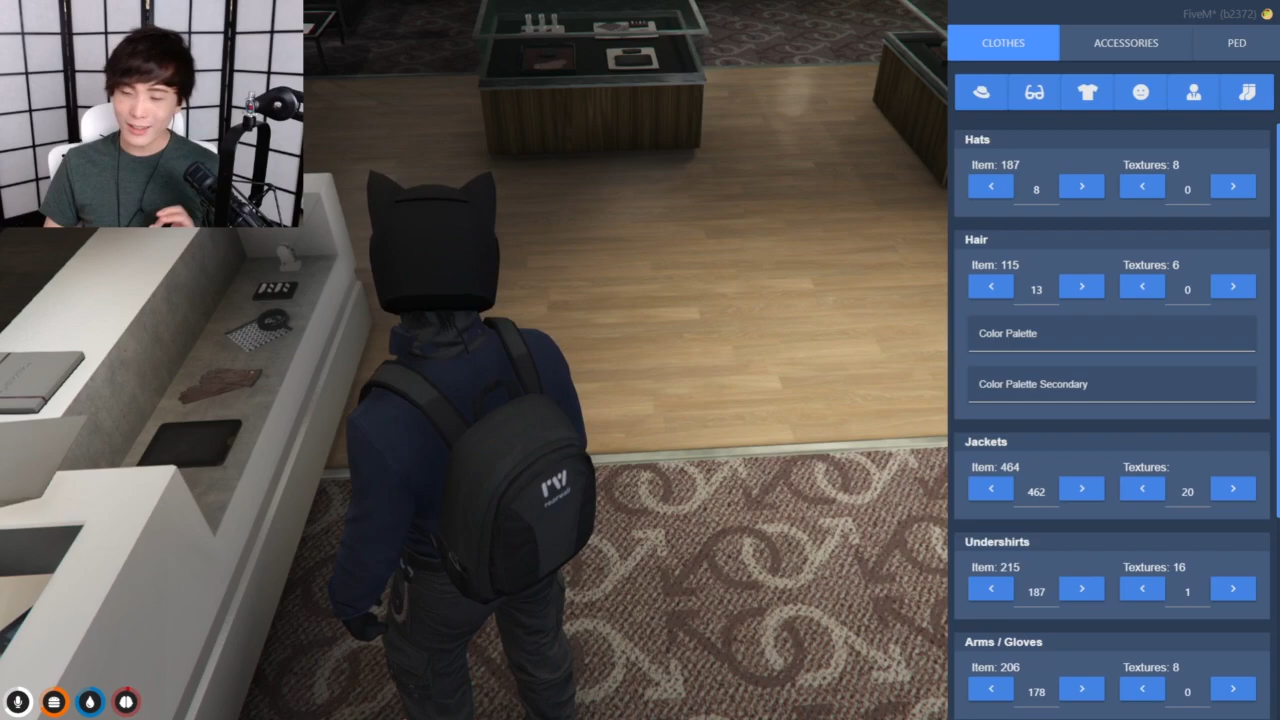 FiveM* (b2372)
CLOTHES
ACCESSORIES
PED
Hats
Item: 187
Textures: 8
8
0
Hair
Item: 115
Textures: 6
13
0
Color Palette
Color Palette Secondary
Jackets
Item: 464
Textures:
462
20
Undershirts
Item: 215
Textures: 16
187
1
Arms / Gloves
Item: 206
Textures: 8
178
0